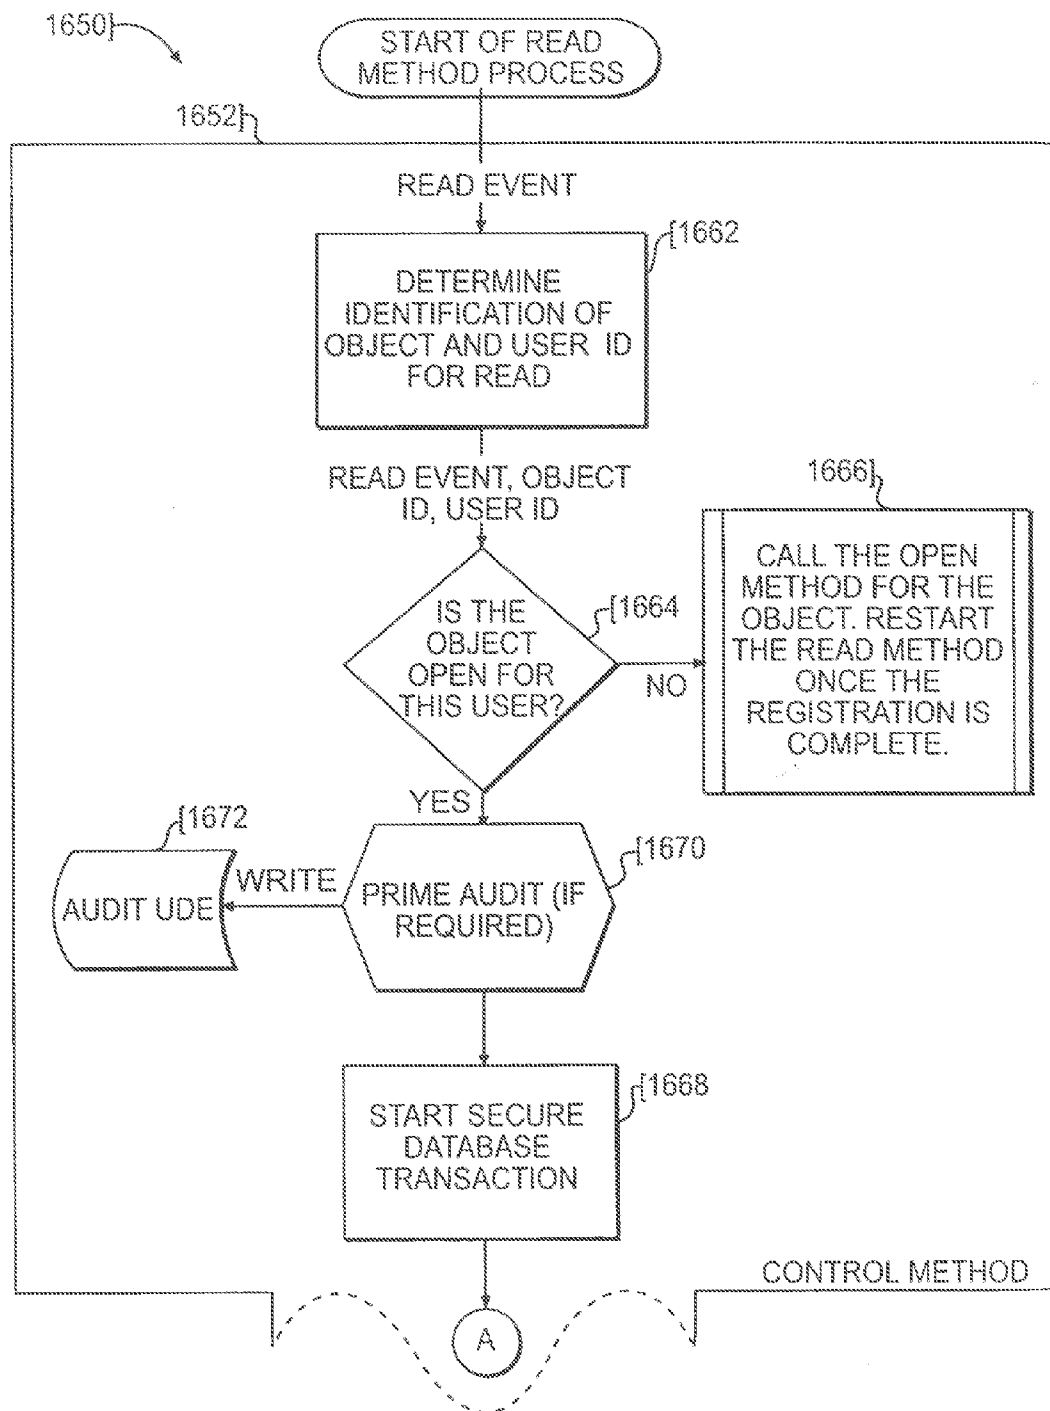 1650}
START OF READ
METHOD PROCESS
1652}
READ EVENT
[1662
DETERMINE
IDENTIFICATION OF
OBJECT AND USER ID
FOR READ
READ EVENT, OBJECT
ID, USER ID
1666}
CALL THE OPEN
METHOD FOR THE
OBJECT. RESTART
THE READ METHOD
ONCE THE
REGISTRATION IS
COMPLETE.
[1664
IS THE
OBJECT
OPEN FOR
THIS USER?
NO
YES
[1672
[1670
AUDIT UDE
WRITE
PRIME AUDIT (IF
REQUIRED)
[1668
START SECURE
DATABASE
TRANSACTION
CONTROL METHOD
A